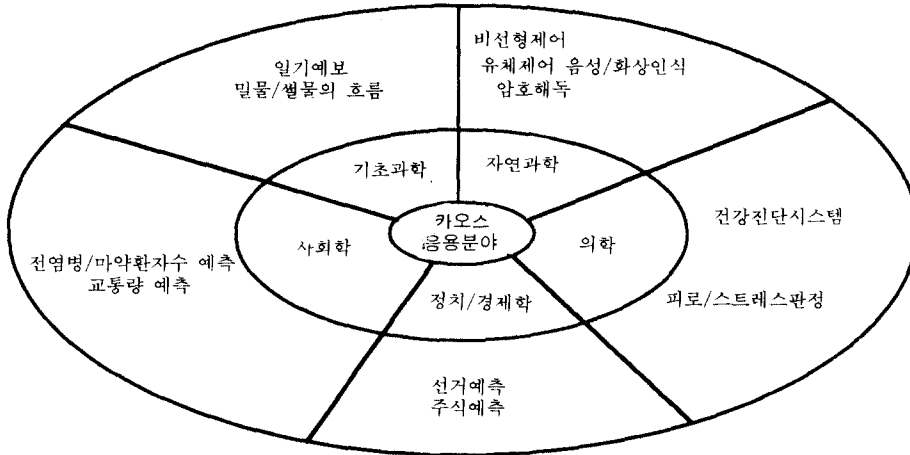 비선형제어
일기예보
유체제어 음성/화상인식
밀물/썰물의 흐름
암호해독
기초과학
자연과학
카오스
응용분야
사회학
의학
건강진단시스템
전염병/마약환자수 예측
교통량 예측
정치/경제학
피로/스트레스판정
선거예측
주식예측